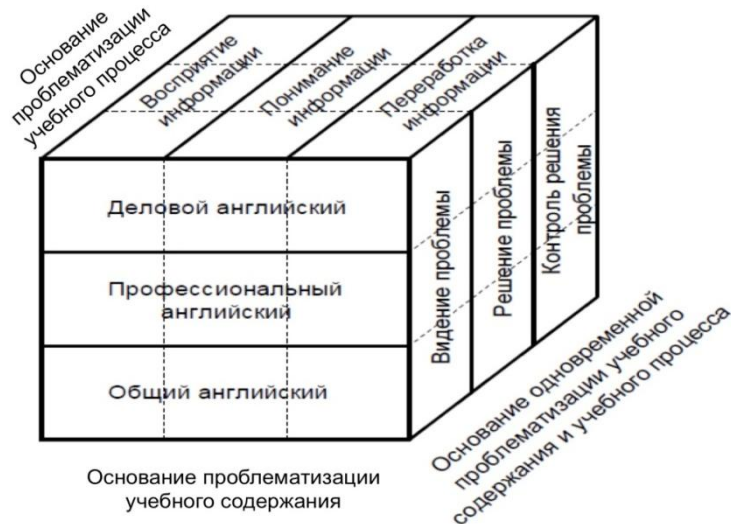 Основание
проблематизации
учебного процесса
Восприятие
информации
Понимание
информации
Переработка
информации
Деловой английский
Профессиональный
английский
Общий английский
Видение проблемы
Решение проблемы
Контроль решения
проблемы
Основание проблематизации
учебного содержания
Основание одновременной
проблематизации учебного
содержания и учебного процесса